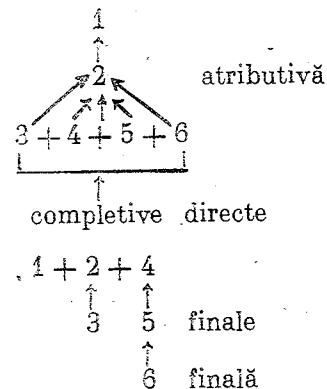 1
2 atributivă
3 + 4 + 5 + 6
completive directe
1 + 2 + 4
3 5 finale
6 finală